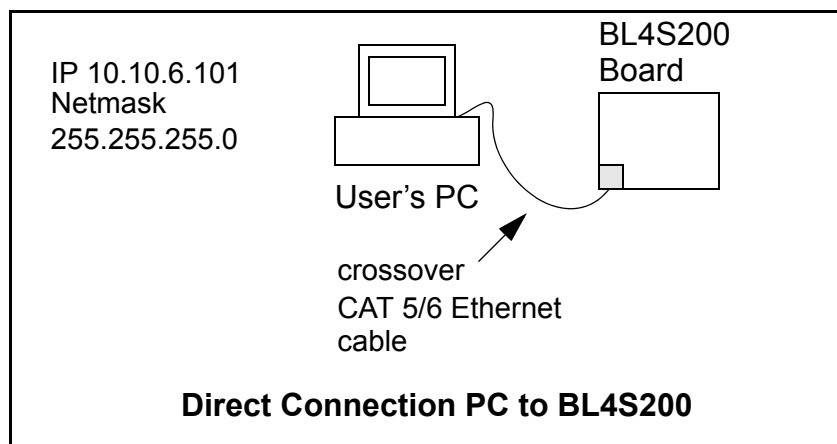 IP 10.10.6.101
Netmask
255.255.255.0
BL4S200
Board
User’s PC
crossover
CAT 5/6 Ethernet
cable
Direct Connection PC to BL4S200